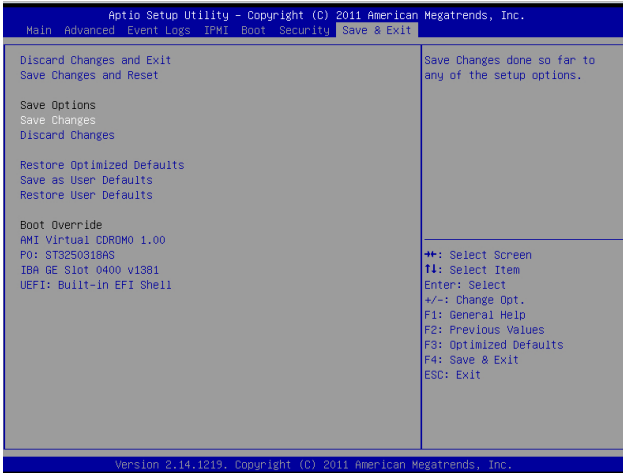 Aptio Setup Utility – Copyright (C) 2011 American Megatrends, Inc.
Main Advanced Event Logs IPMI Boot Security Save & Exit
Discard Changes and Exit
Save Changes and Reset
Save Options
Save Changes
Discard Changes
Restore Optimized Defaults
Save as User Defaults
Restore User Defaults
Boot Override
AMI Virtual CDROM0 1.00
P0: ST3250318AS
IBA GE Slot 0400 v1381
UEFI: Built-in EFI Shell
Save Changes done so far to
any of the setup options.
→←: Select Screen
↑↓: Select Item
Enter: Select
+/-: Change Opt.
F1: General Help
F2: Previous Values
F3: Optimized Defaults
F4: Save & Exit
ESC: Exit
Version 2.14.1219. Copyright (C) 2011 American Megatrends, Inc.